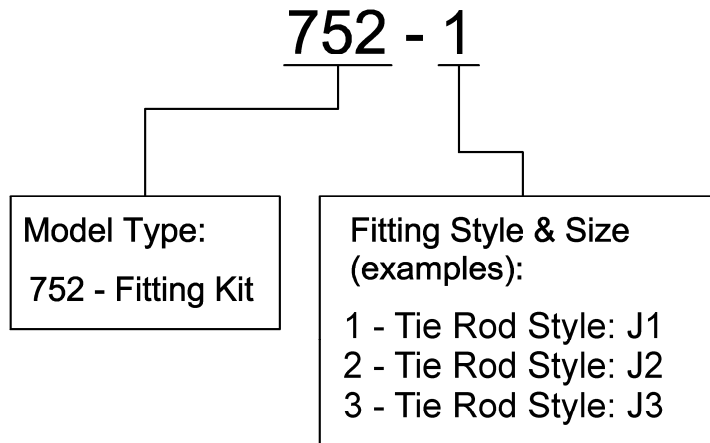 752 - 1
Model Type:
752 - Fitting Kit
Fitting Style & Size
(examples):
1 - Tie Rod Style: J1
2 - Tie Rod Style: J2
3 - Tie Rod Style: J3